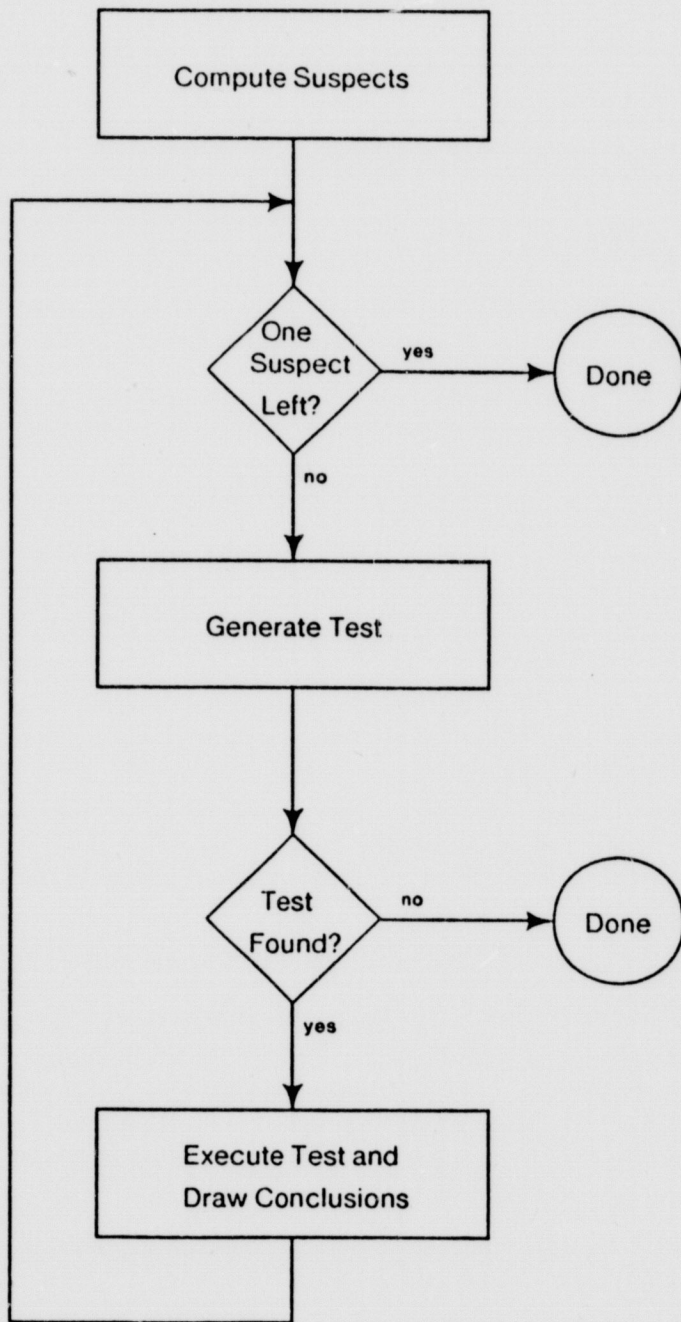 Compute Suspects
One
Suspect
Left?
yes
Done
no
Generate Test
Test
Found?
no
Done
yes
Execute Test and
Draw Conclusions